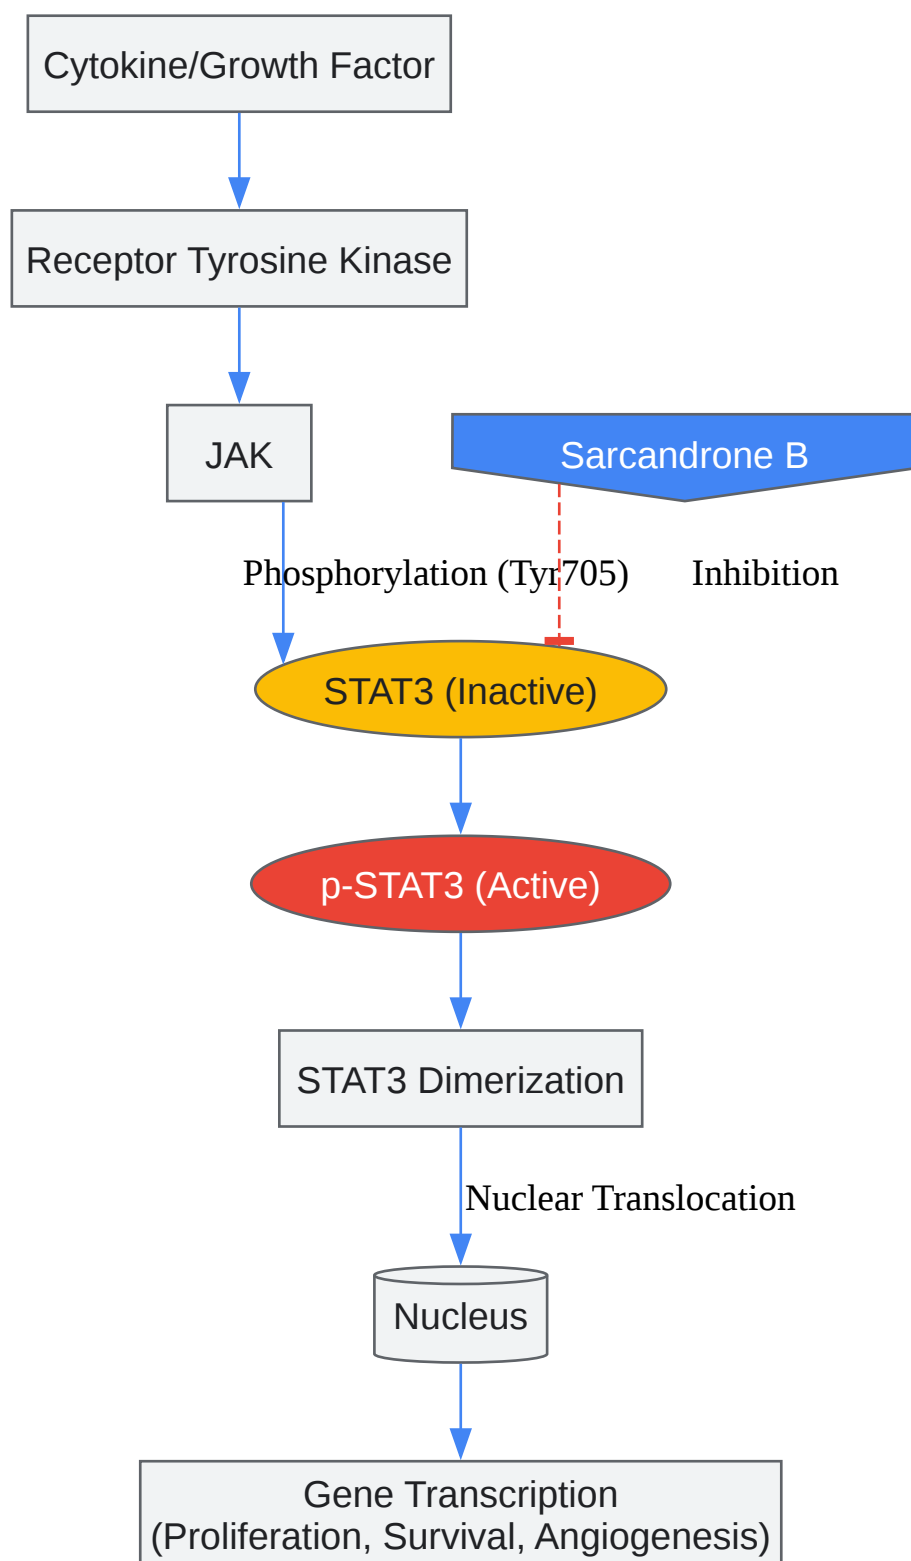 Cytokine/Growth Factor
Receptor Tyrosine Kinase
JAK
Sarcandrone B
Phosphorylation (Tyr705)
Inhibition
STAT3 (Inactive)
p-STAT3 (Active)
STAT3 Dimerization
Nuclear Translocation
Nucleus
Gene Transcription
(Proliferation, Survival, Angiogenesis)